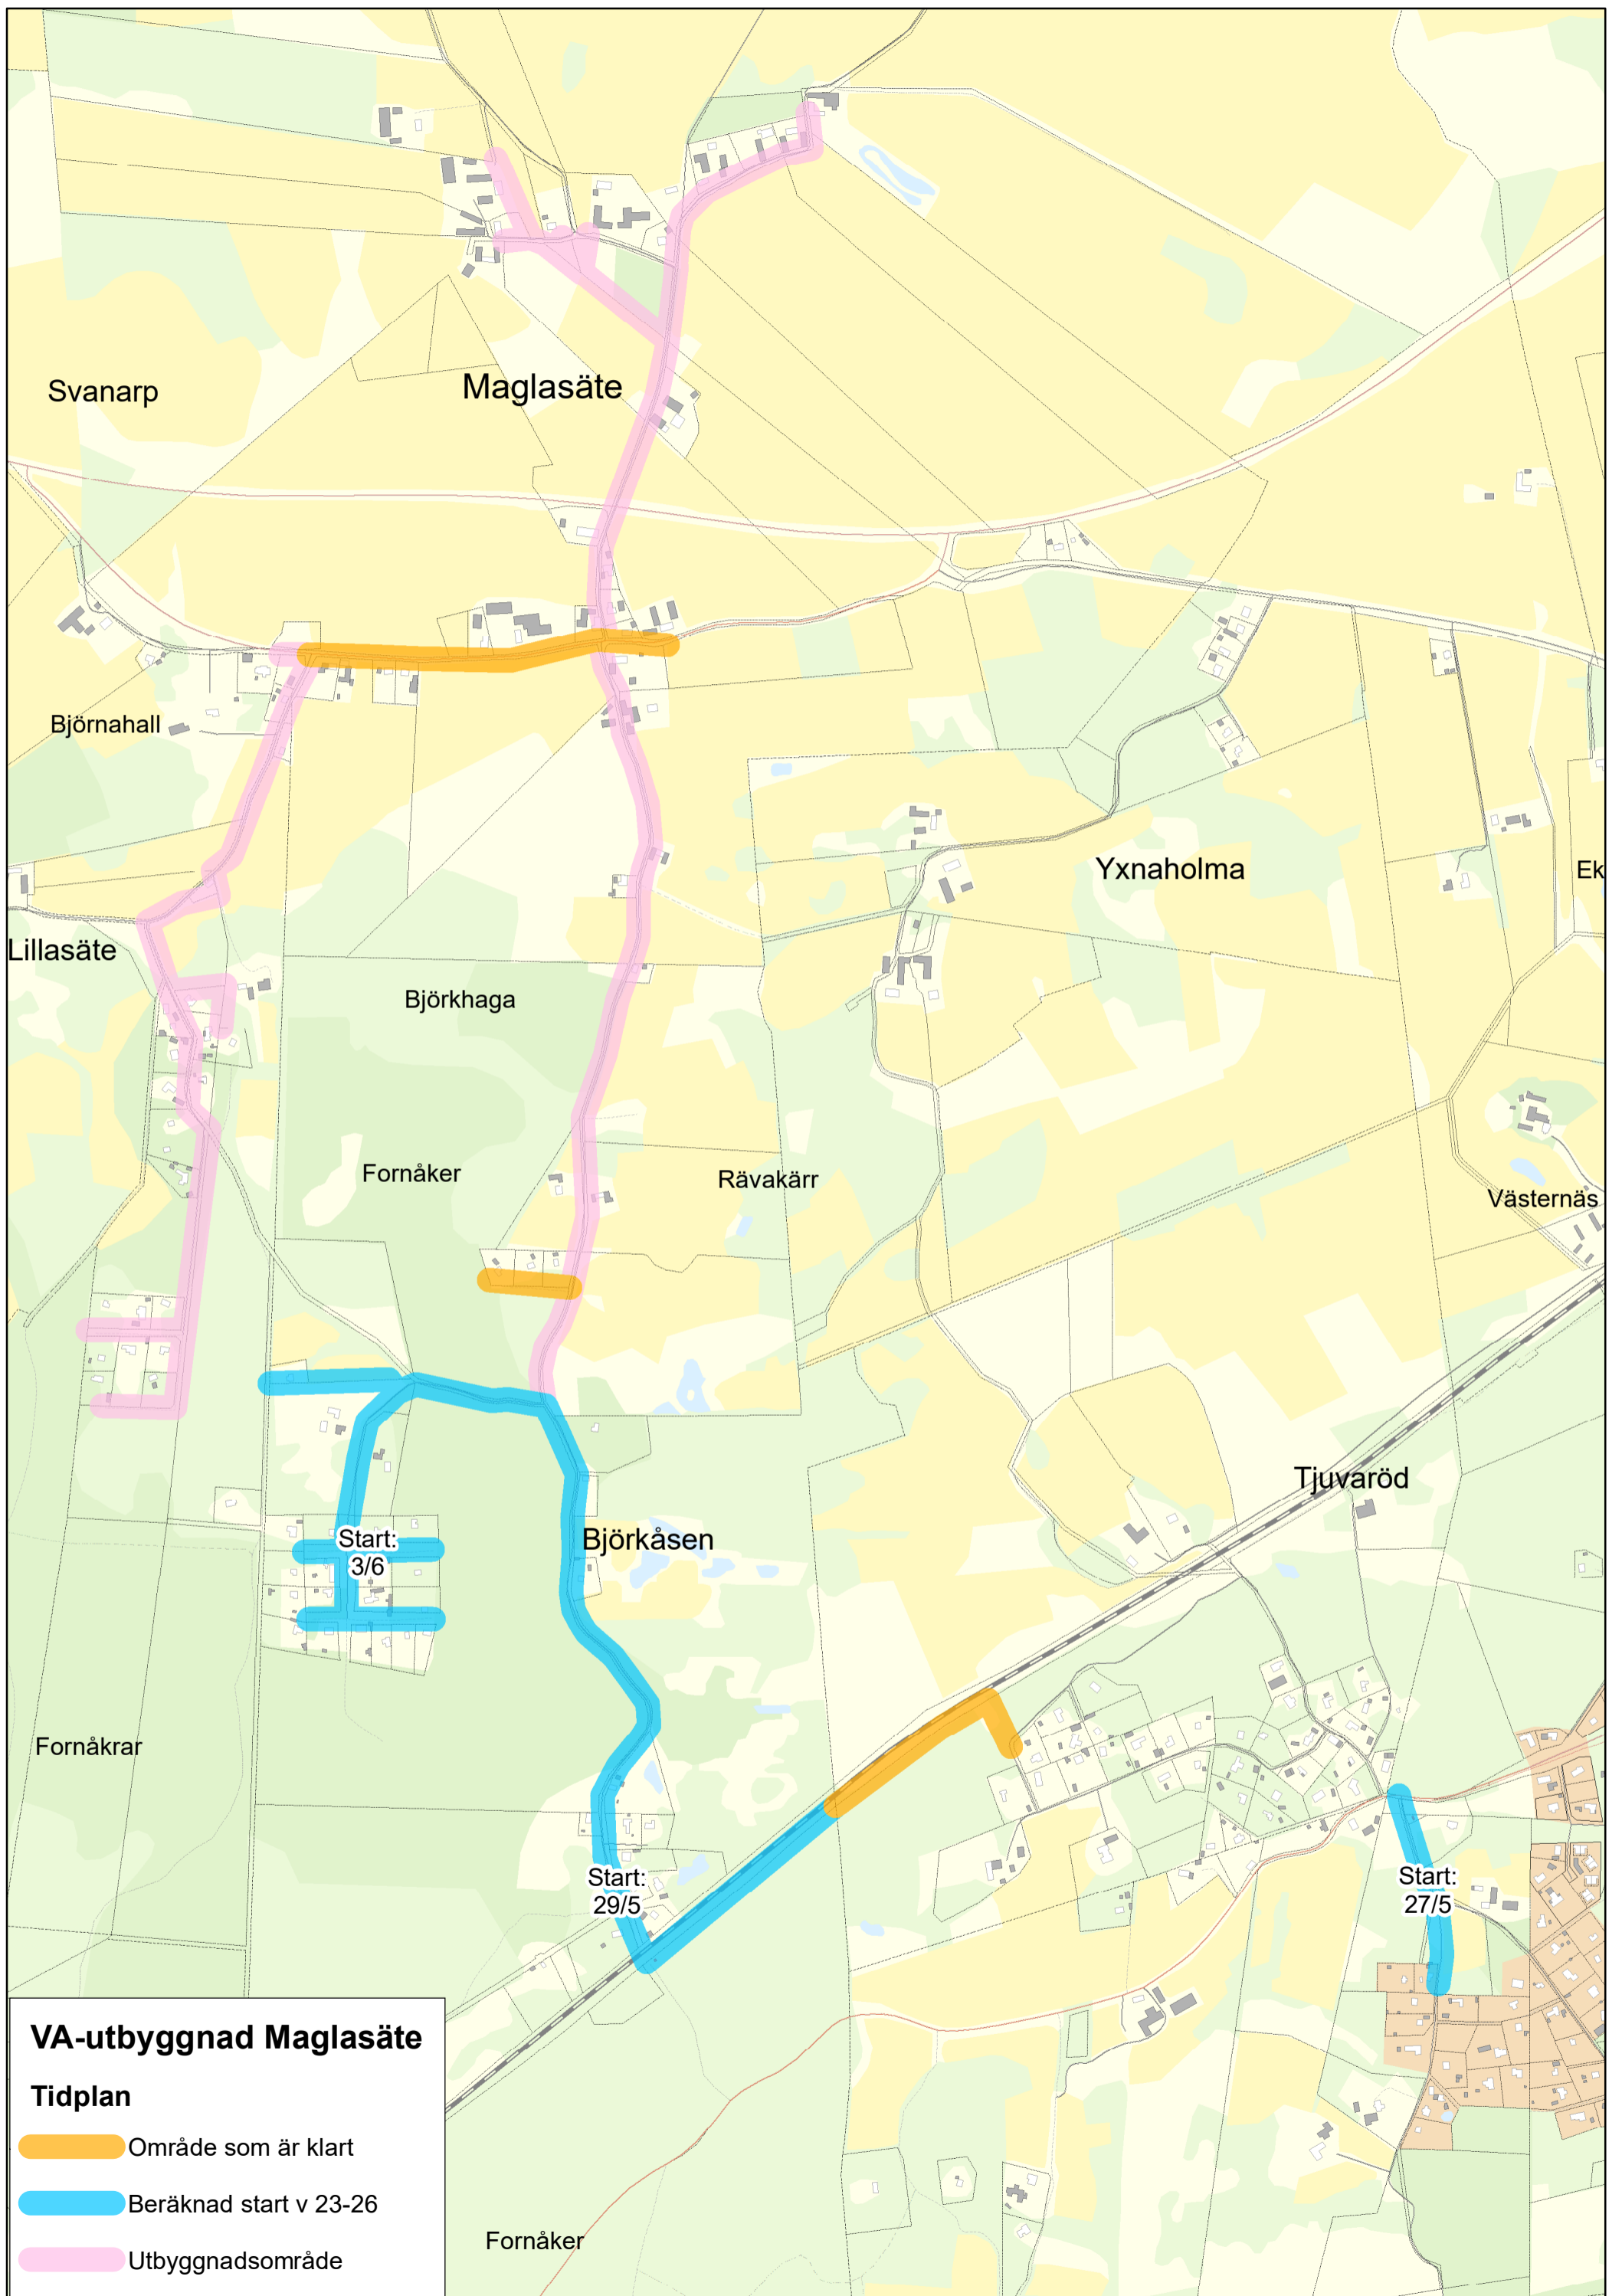 Svanarp
Maglasäte
Björnahall
Yxnaholma
Ek
Lillasäte
Björkhaga
Fornåker
Rävakärr
Västernäs
Tjuvaröd
Start:
3/6
Björkåsen
Fornåkrar
Start:
29/5
Start:
27/5
VA-utbyggnad Maglasäte
Tidplan
Område som är klart
Beräknad start v 23-26
Utbyggnadsområde
Fornåker